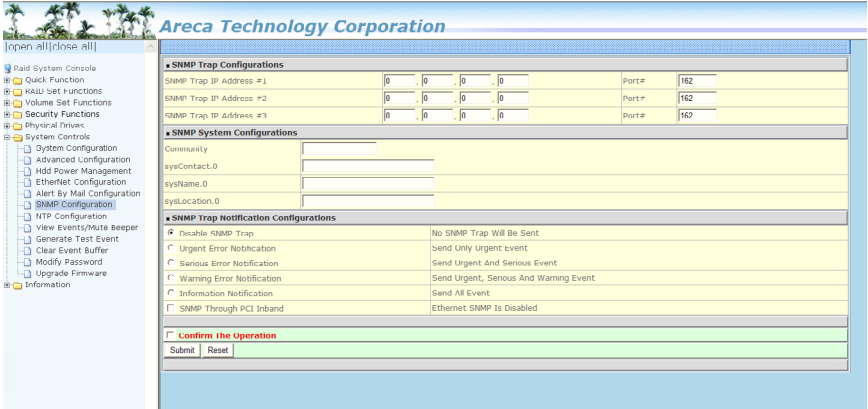 Areca Technology Corporation
|open all|close all|
Raid System Console
Quick Function
RAID Set Functions
Volume Set Functions
Security Functions
Physical Drives
System Controls
System Configuration
Advanced Configuration
Hdd Power Management
EtherNet Configuration
Alert By Mail Configuration
SNMP Configuration
NTP Configuration
View Events/Mute Beeper
Generate Test Event
Clear Event Buffer
Modify Password
Upgrade Firmware
Information
SNMP Trap Configurations
SNMP Trap IP Address #1 0 . 0 . 0 . 0 Port# 162
SNMP Trap IP Address #2 0 . 0 . 0 . 0 Port# 162
SNMP Trap IP Address #3 0 . 0 . 0 . 0 Port# 162
SNMP System Configurations
Community
sysContact.0
sysName.0
sysLocation.0
SNMP Trap Notification Configurations
Disable SNMP Trap No SNMP Trap Will Be Sent
Urgent Error Notification Send Only Urgent Event
Serious Error Notification Send Urgent And Serious Event
Warning Error Notification Send Urgent, Serious And Warning Event
Information Notification Send All Event
SNMP Through PCI Inband Ethernet SNMP Is Disabled
Confirm The Operation
Submit Reset